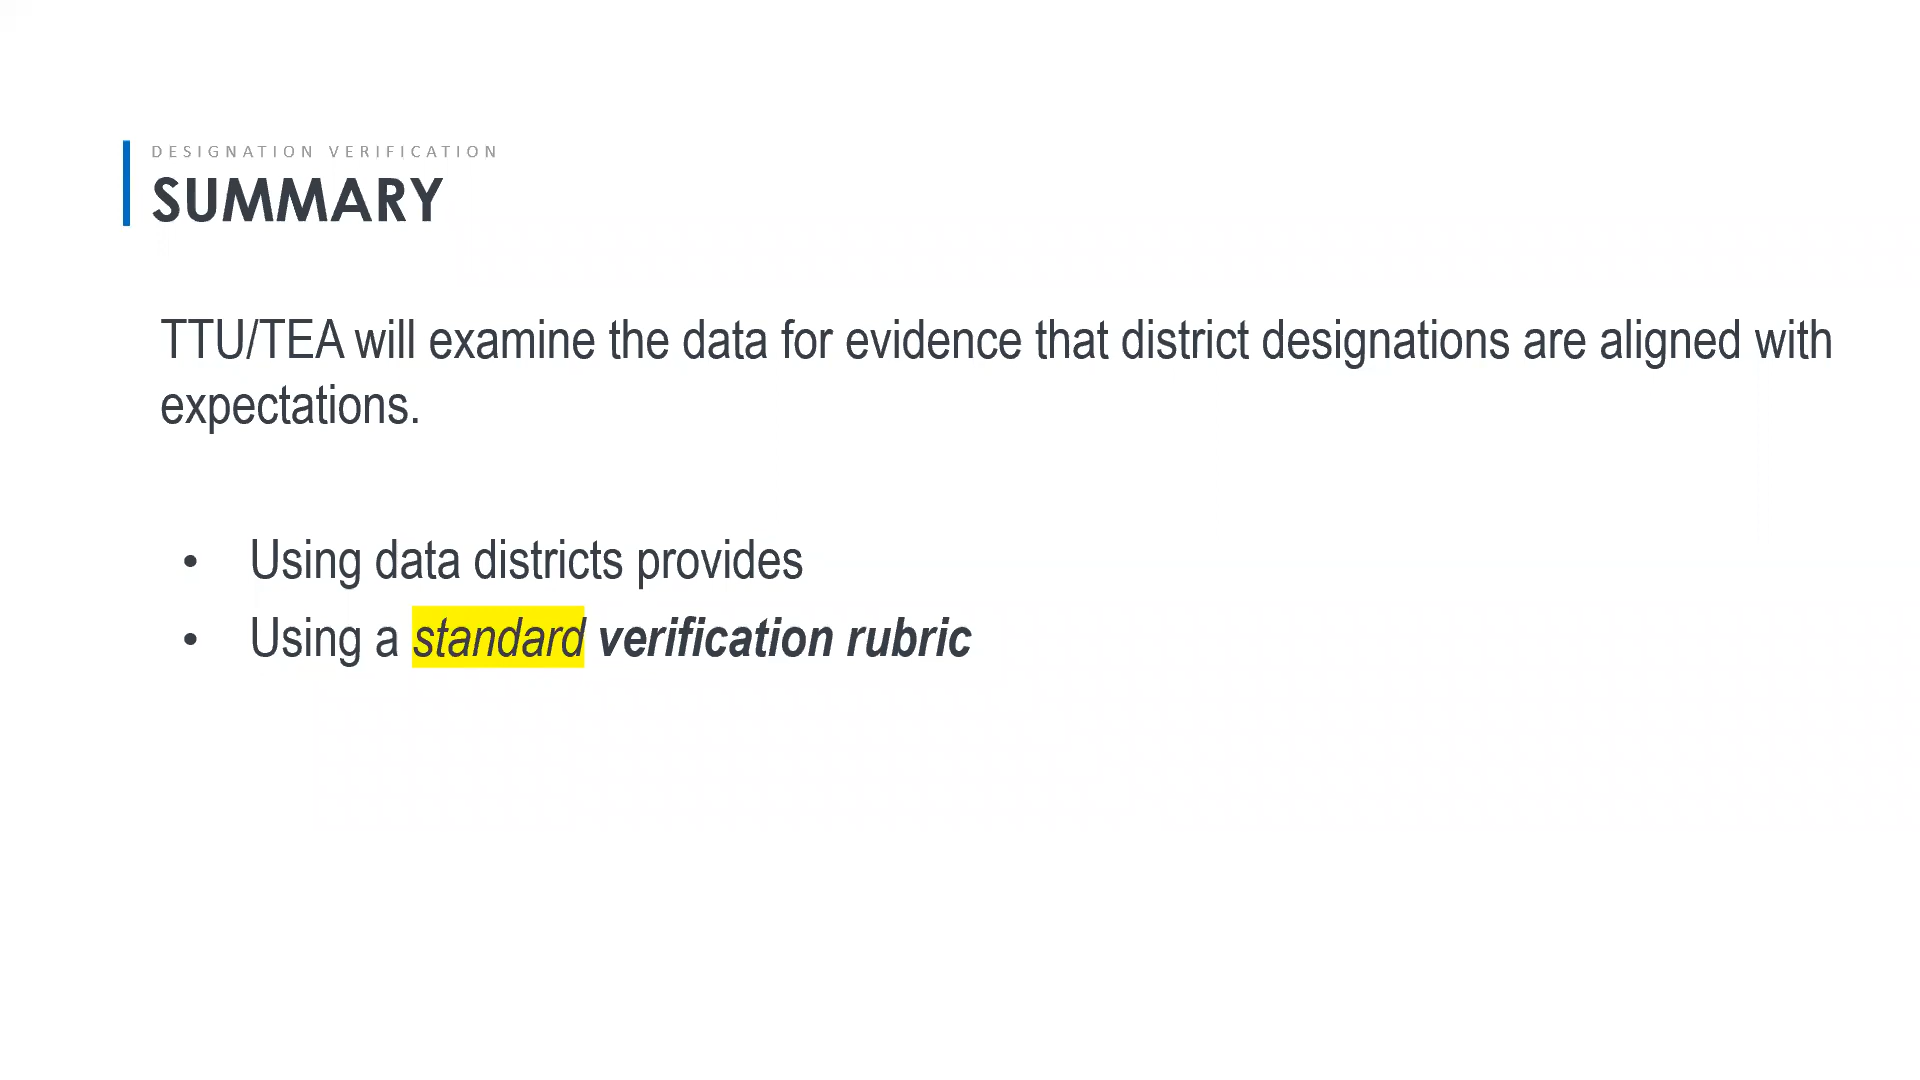 DESIGNATION VERIFICATION
SUMMARY
TTU/TEA will examine the data for evidence that district designations are aligned with
expectations.
• Using data districts provides
• Using a standard verification rubric